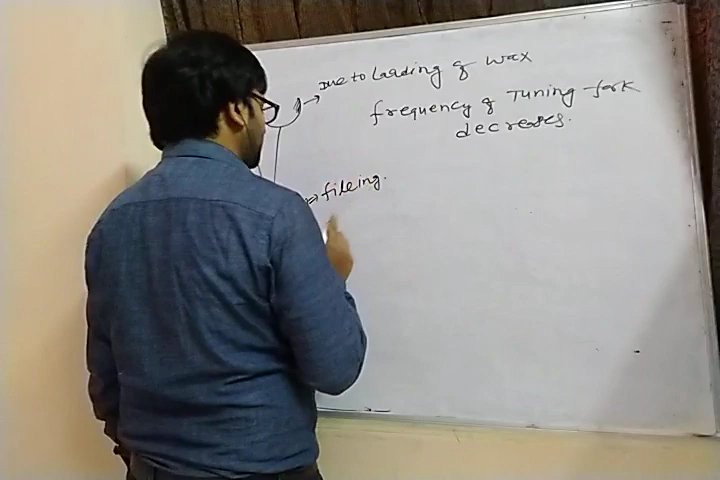 Due to Loading of wax
frequency of Tuning fork
decreases.
⇒ fileing.